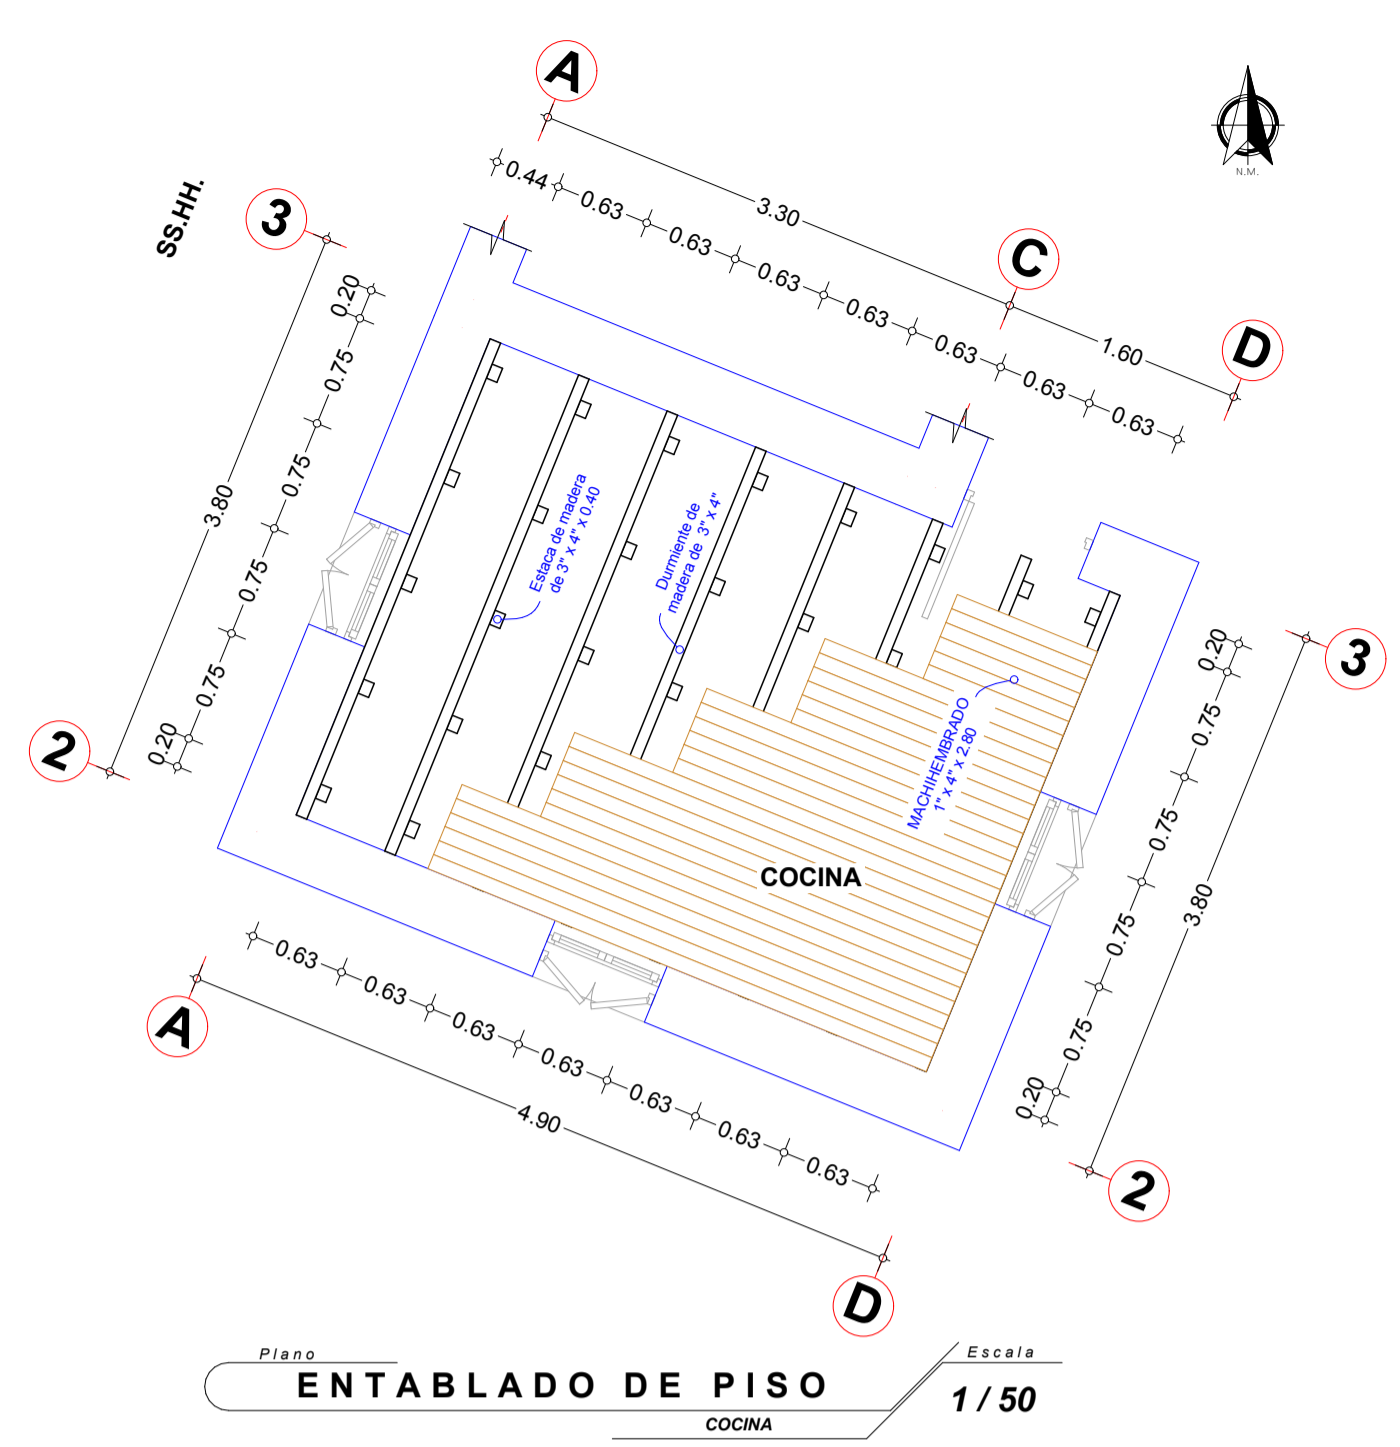 A
N.M.
0.44
0.63
0.63
0.63
0.63
0.63
0.63
0.63
3.30
C
1.60
D
SS.HH.
3
0.20
0.75
0.75
0.75
0.75
0.20
3.80
2
Estaca de madera
de 3" x 4" x 0.40
Durmiente de
madera de 3" x 4"
MACHIHEMBRADO
1" x 4" x 2.80
COCINA
3
0.20
0.75
0.75
0.75
0.75
0.20
3.80
2
0.63
0.63
0.63
0.63
0.63
0.63
0.63
A
4.90
D
Plano
ENTABLADO DE PISO
COCINA
Escala
1 / 50